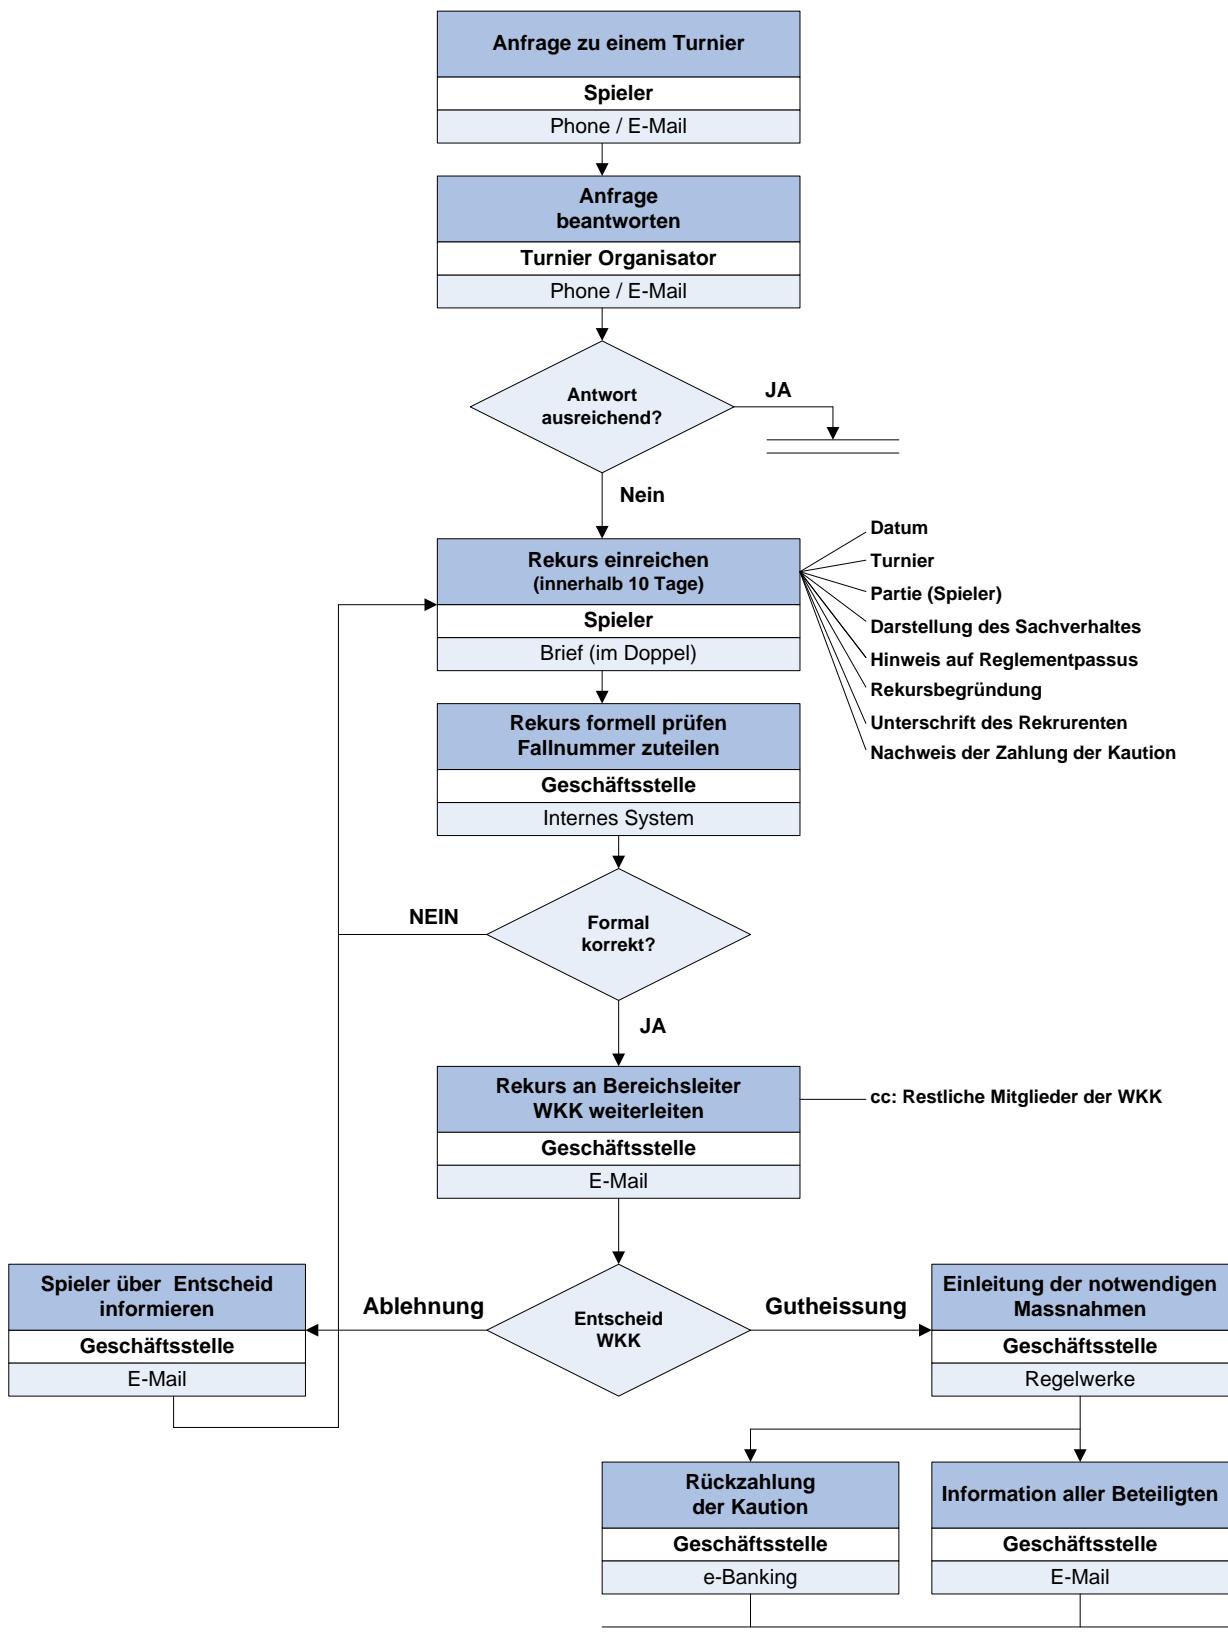 Anfrage zu einem Turnier
Spieler
Phone / E-Mail
Anfrage
beantworten
Turnier Organisator
Phone / E-Mail
Antwort
ausreichend?
JA
Nein
Rekurs einreichen
(innerhalb 10 Tage)
Spieler
Brief (im Doppel)
Datum
Turnier
Partie (Spieler)
Darstellung des Sachverhaltes
Hinweis auf Reglementpassus
Rekursbegründung
Unterschrift des Rekrurenten
Nachweis der Zahlung der Kaution
Rekurs formell prüfen
Fallnummer zuteilen
Geschäftsstelle
Internes System
NEIN
Formal
korrekt?
JA
Rekurs an Bereichsleiter
WKK weiterleiten
Geschäftsstelle
E-Mail
cc: Restliche Mitglieder der WKK
Spieler über Entscheid
informieren
Geschäftsstelle
E-Mail
Ablehnung
Entscheid
WKK
Gutheissung
Einleitung der notwendigen
Massnahmen
Geschäftsstelle
Regelwerke
Rückzahlung
der Kaution
Geschäftsstelle
e-Banking
Information aller Beteiligten
Geschäftsstelle
E-Mail